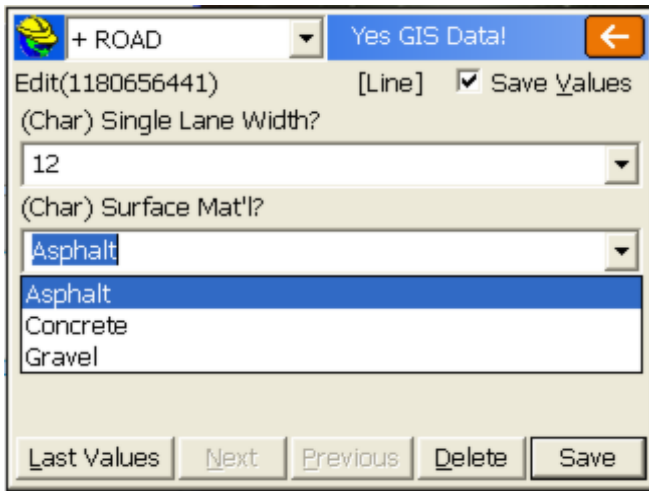 + ROAD Yes GIS Data!
Edit(1180656441) [Line] Save Values
(Char) Single Lane Width?
12
(Char) Surface Mat'l?
Asphalt
Asphalt
Concrete
Gravel
Last Values Next Previous Delete Save